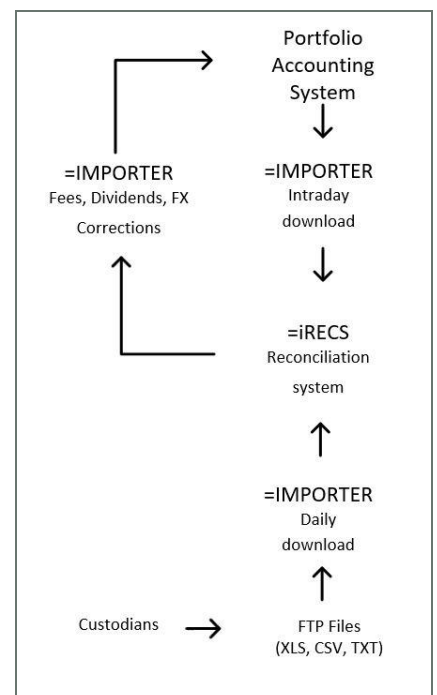 Portfolio
Accounting
System
=IMPORTER
Fees, Dividends, FX
Corrections
=IMPORTER
Intraday
download
=iRECS
Reconciliation
system
=IMPORTER
Daily
download
Custodians
FTP Files
(XLS, CSV, TXT)